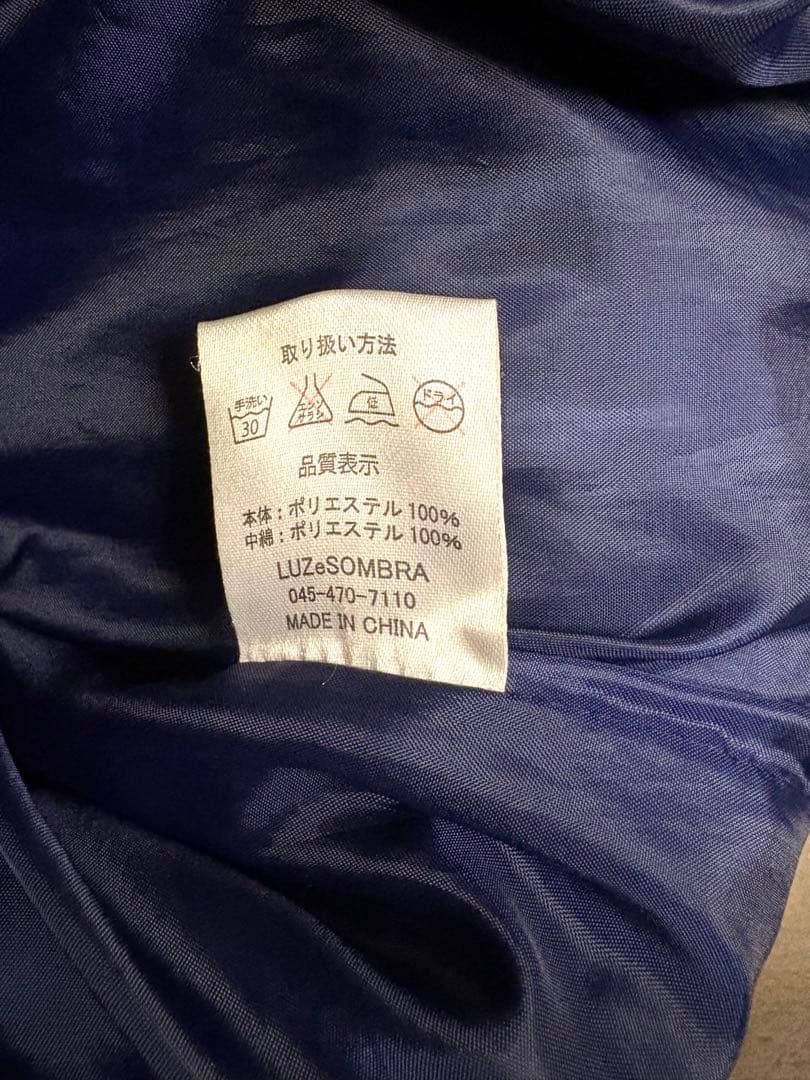 取り扱い方法
手洗い 30 エンソ サラシ 低 ドライ
品質表示
本体：ポリエステル 100%
中綿：ポリエステル 100%
LUZeSOMBRA
045-470-7110
MADE IN CHINA